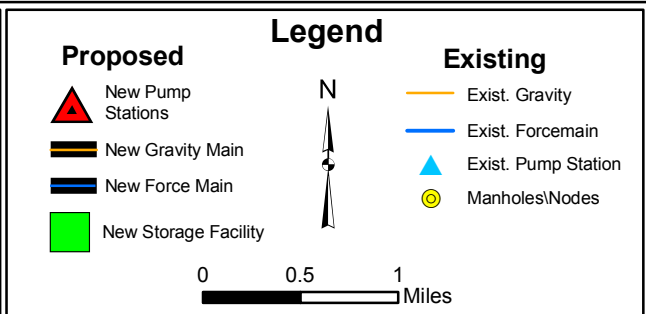 Legend
Proposed
New Pump
Stations
New Gravity Main
New Force Main
New Storage Facility
N
Existing
Exist. Gravity
Exist. Forcemain
Exist. Pump Station
Manholes\Nodes
0 0.5 1
Miles